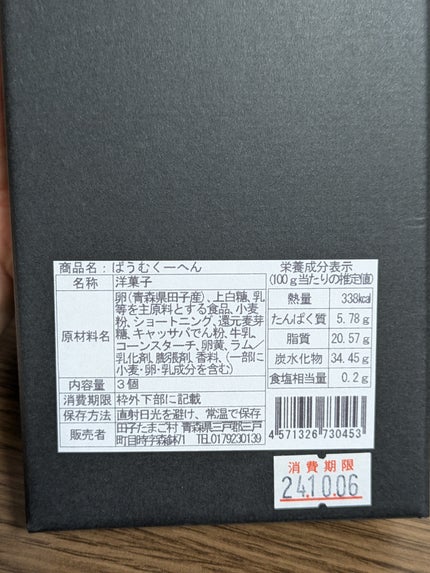 商品名：ばうむくーへん
名称 洋菓子
原材料名
卵（青森県田子産）、上白糖、乳
等を主原料とする食品、小麦
粉、ショートニング、還元麦芽
糖、キャッサバでん粉、牛乳、
コーンスターチ、卵黄、ラム／
乳化剤、膨張剤、香料、（一部に
小麦・卵・乳成分を含む）
内容量 3個
消費期限 枠外下部に記載
保存方法 直射日光を避け、常温で保存
販売者
田子たまご村 青森県三戸郡三戸
町目時字森鉢71 TEL0179230139
栄養成分表示
（100g当たりの推定値）
熱量 338kcal
たんぱく質 5.78g
脂質 20.57g
炭水化物 34.45g
食塩相当量 0.2g
4571326730453
消費期限
24.10.06